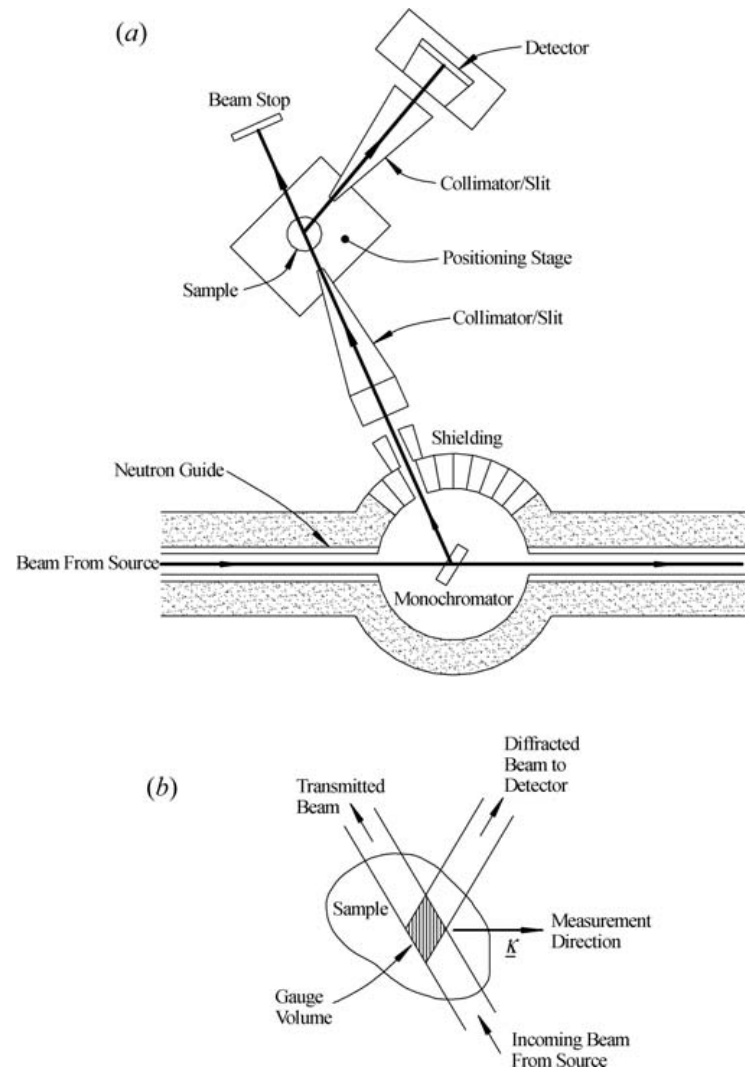 (a)
Detector
Beam Stop
Collimator/Slit
Positioning Stage
Sample
Collimator/Slit
Shielding
Neutron Guide
Beam From Source
Monochromator
(b)
Diffracted
Beam to
Detector
Transmitted
Beam
Sample
Measurement
Direction
K
Gauge
Volume
Incoming Beam
From Source